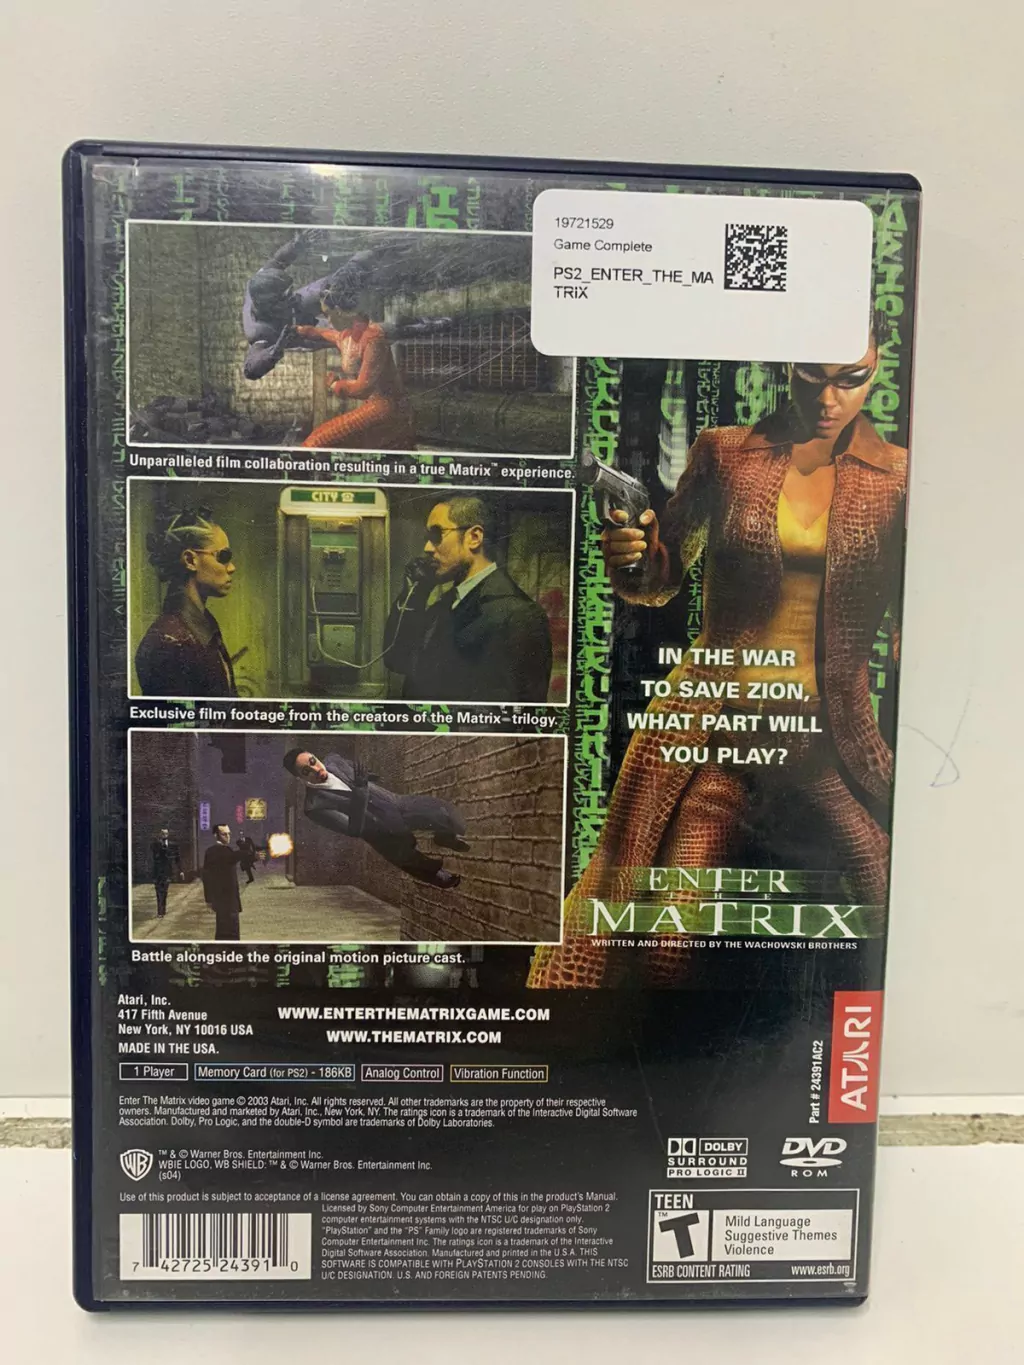 19721529
Game Complete
PS2_ENTER_THE_MA
TRIX
Unparalleled film collaboration resulting in a true Matrix™ experience.
CITY
Exclusive film footage from the creators of the Matrix™ trilogy.
Battle alongside the original motion picture cast.
IN THE WAR
TO SAVE ZION,
WHAT PART WILL
YOU PLAY?
ENTER
THE
MATRIX
WRITTEN AND DIRECTED BY THE WACHOWSKI BROTHERS
Atari, Inc.
417 Fifth Avenue
New York, NY 10016 USA
MADE IN THE USA.
WWW.ENTERTHEMATRIXGAME.COM
WWW.THEMATRIX.COM
Part # 24391AC2
ATARI
1 Player
Memory Card (for PS2) - 186KB
Analog Control
Vibration Function
Enter The Matrix video game © 2003 Atari, Inc. All rights reserved. All other trademarks are the property of their respective
owners. Manufactured and marketed by Atari, Inc., New York, NY. The ratings icon is a trademark of the Interactive Digital Software
Association. Dolby, Pro Logic, and the double-D symbol are trademarks of Dolby Laboratories.
WB
™ & © Warner Bros. Entertainment Inc.
WBIE LOGO, WB SHIELD: ™ & © Warner Bros. Entertainment Inc.
(s04)
DOLBY
SURROUND
PRO LOGIC II
DVD
ROM
Use of this product is subject to acceptance of a license agreement. You can obtain a copy of this in the product's Manual.
Licensed by Sony Computer Entertainment America for play on PlayStation 2
computer entertainment systems with the NTSC U/C designation only.
"PlayStation" and the "PS" Family logo are registered trademarks of Sony
Computer Entertainment Inc. The ratings icon is a trademark of the Interactive
Digital Software Association. Manufactured and printed in the U.S.A. THIS
SOFTWARE IS COMPATIBLE WITH PLAYSTATION 2 CONSOLES WITH THE NTSC
U/C DESIGNATION. U.S. AND FOREIGN PATENTS PENDING.
7 42725 24391 0
TEEN
T™
Mild Language
Suggestive Themes
Violence
ESRB CONTENT RATING
www.esrb.org